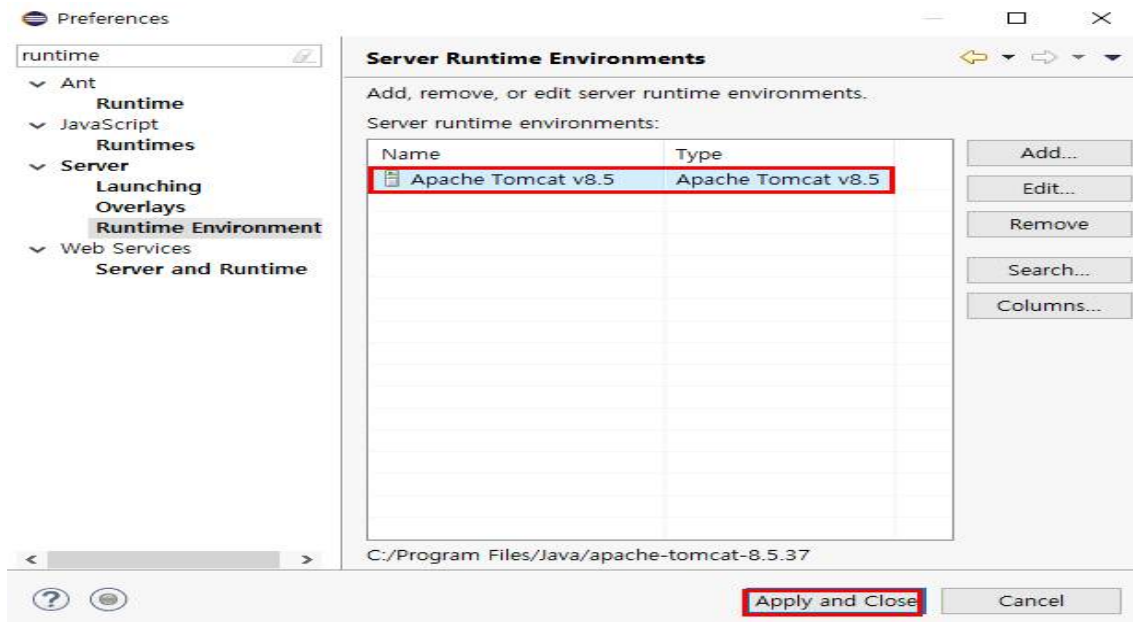 Preferences
runtime
Ant
Runtime
JavaScript
Runtimes
Server
Launching
Overlays
Runtime Environment
Web Services
Server and Runtime
Server Runtime Environments
Add, remove, or edit server runtime environments.
Server runtime environments:
Name Type
Apache Tomcat v8.5 Apache Tomcat v8.5
Add...
Edit...
Remove
Search...
Columns...
C:/Program Files/Java/apache-tomcat-8.5.37
Apply and Close Cancel